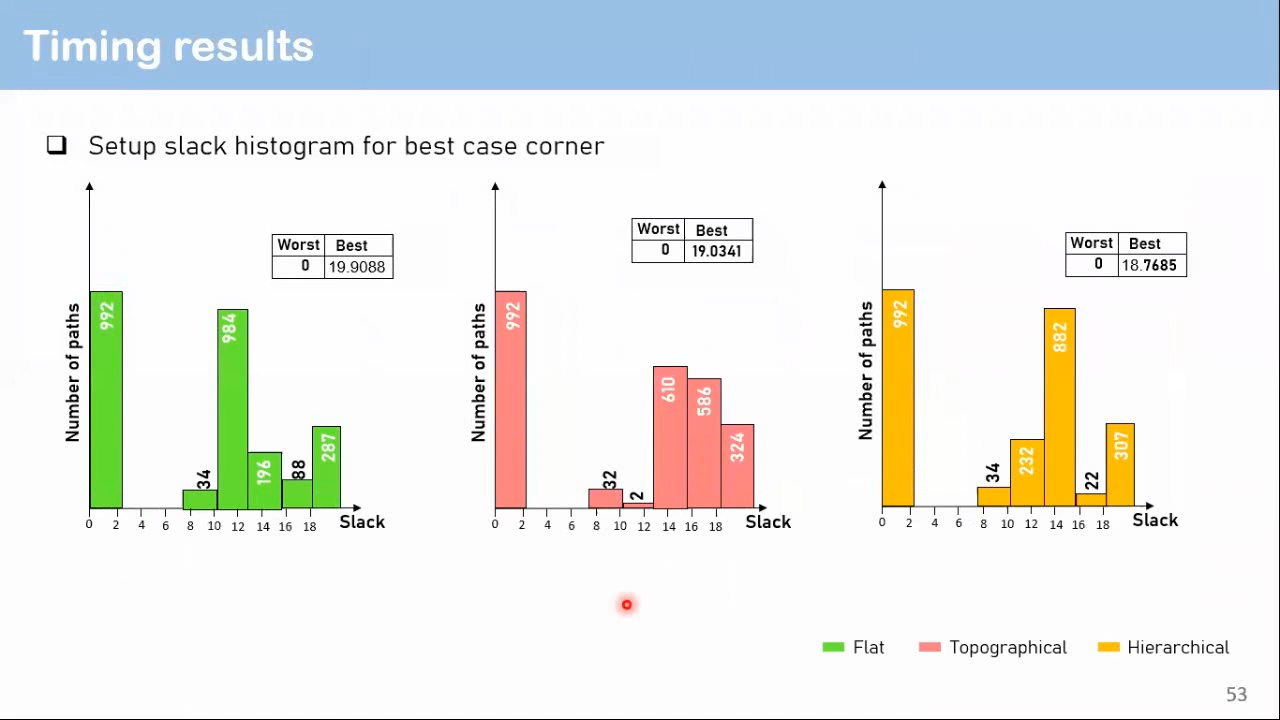 Timing results
Setup slack histogram for best case corner
Worst Best
0 19.9088
Number of paths
992
34
984
196
88
287
0 2 4 6 8 10 12 14 16 18
Slack
Worst Best
0 19.0341
Number of paths
992
32
2
610
586
324
0 2 4 6 8 10 12 14 16 18
Slack
Worst Best
0 18.7685
Number of paths
992
34
232
882
22
307
0 2 4 6 8 10 12 14 16 18
Slack
Flat Topographical Hierarchical
53